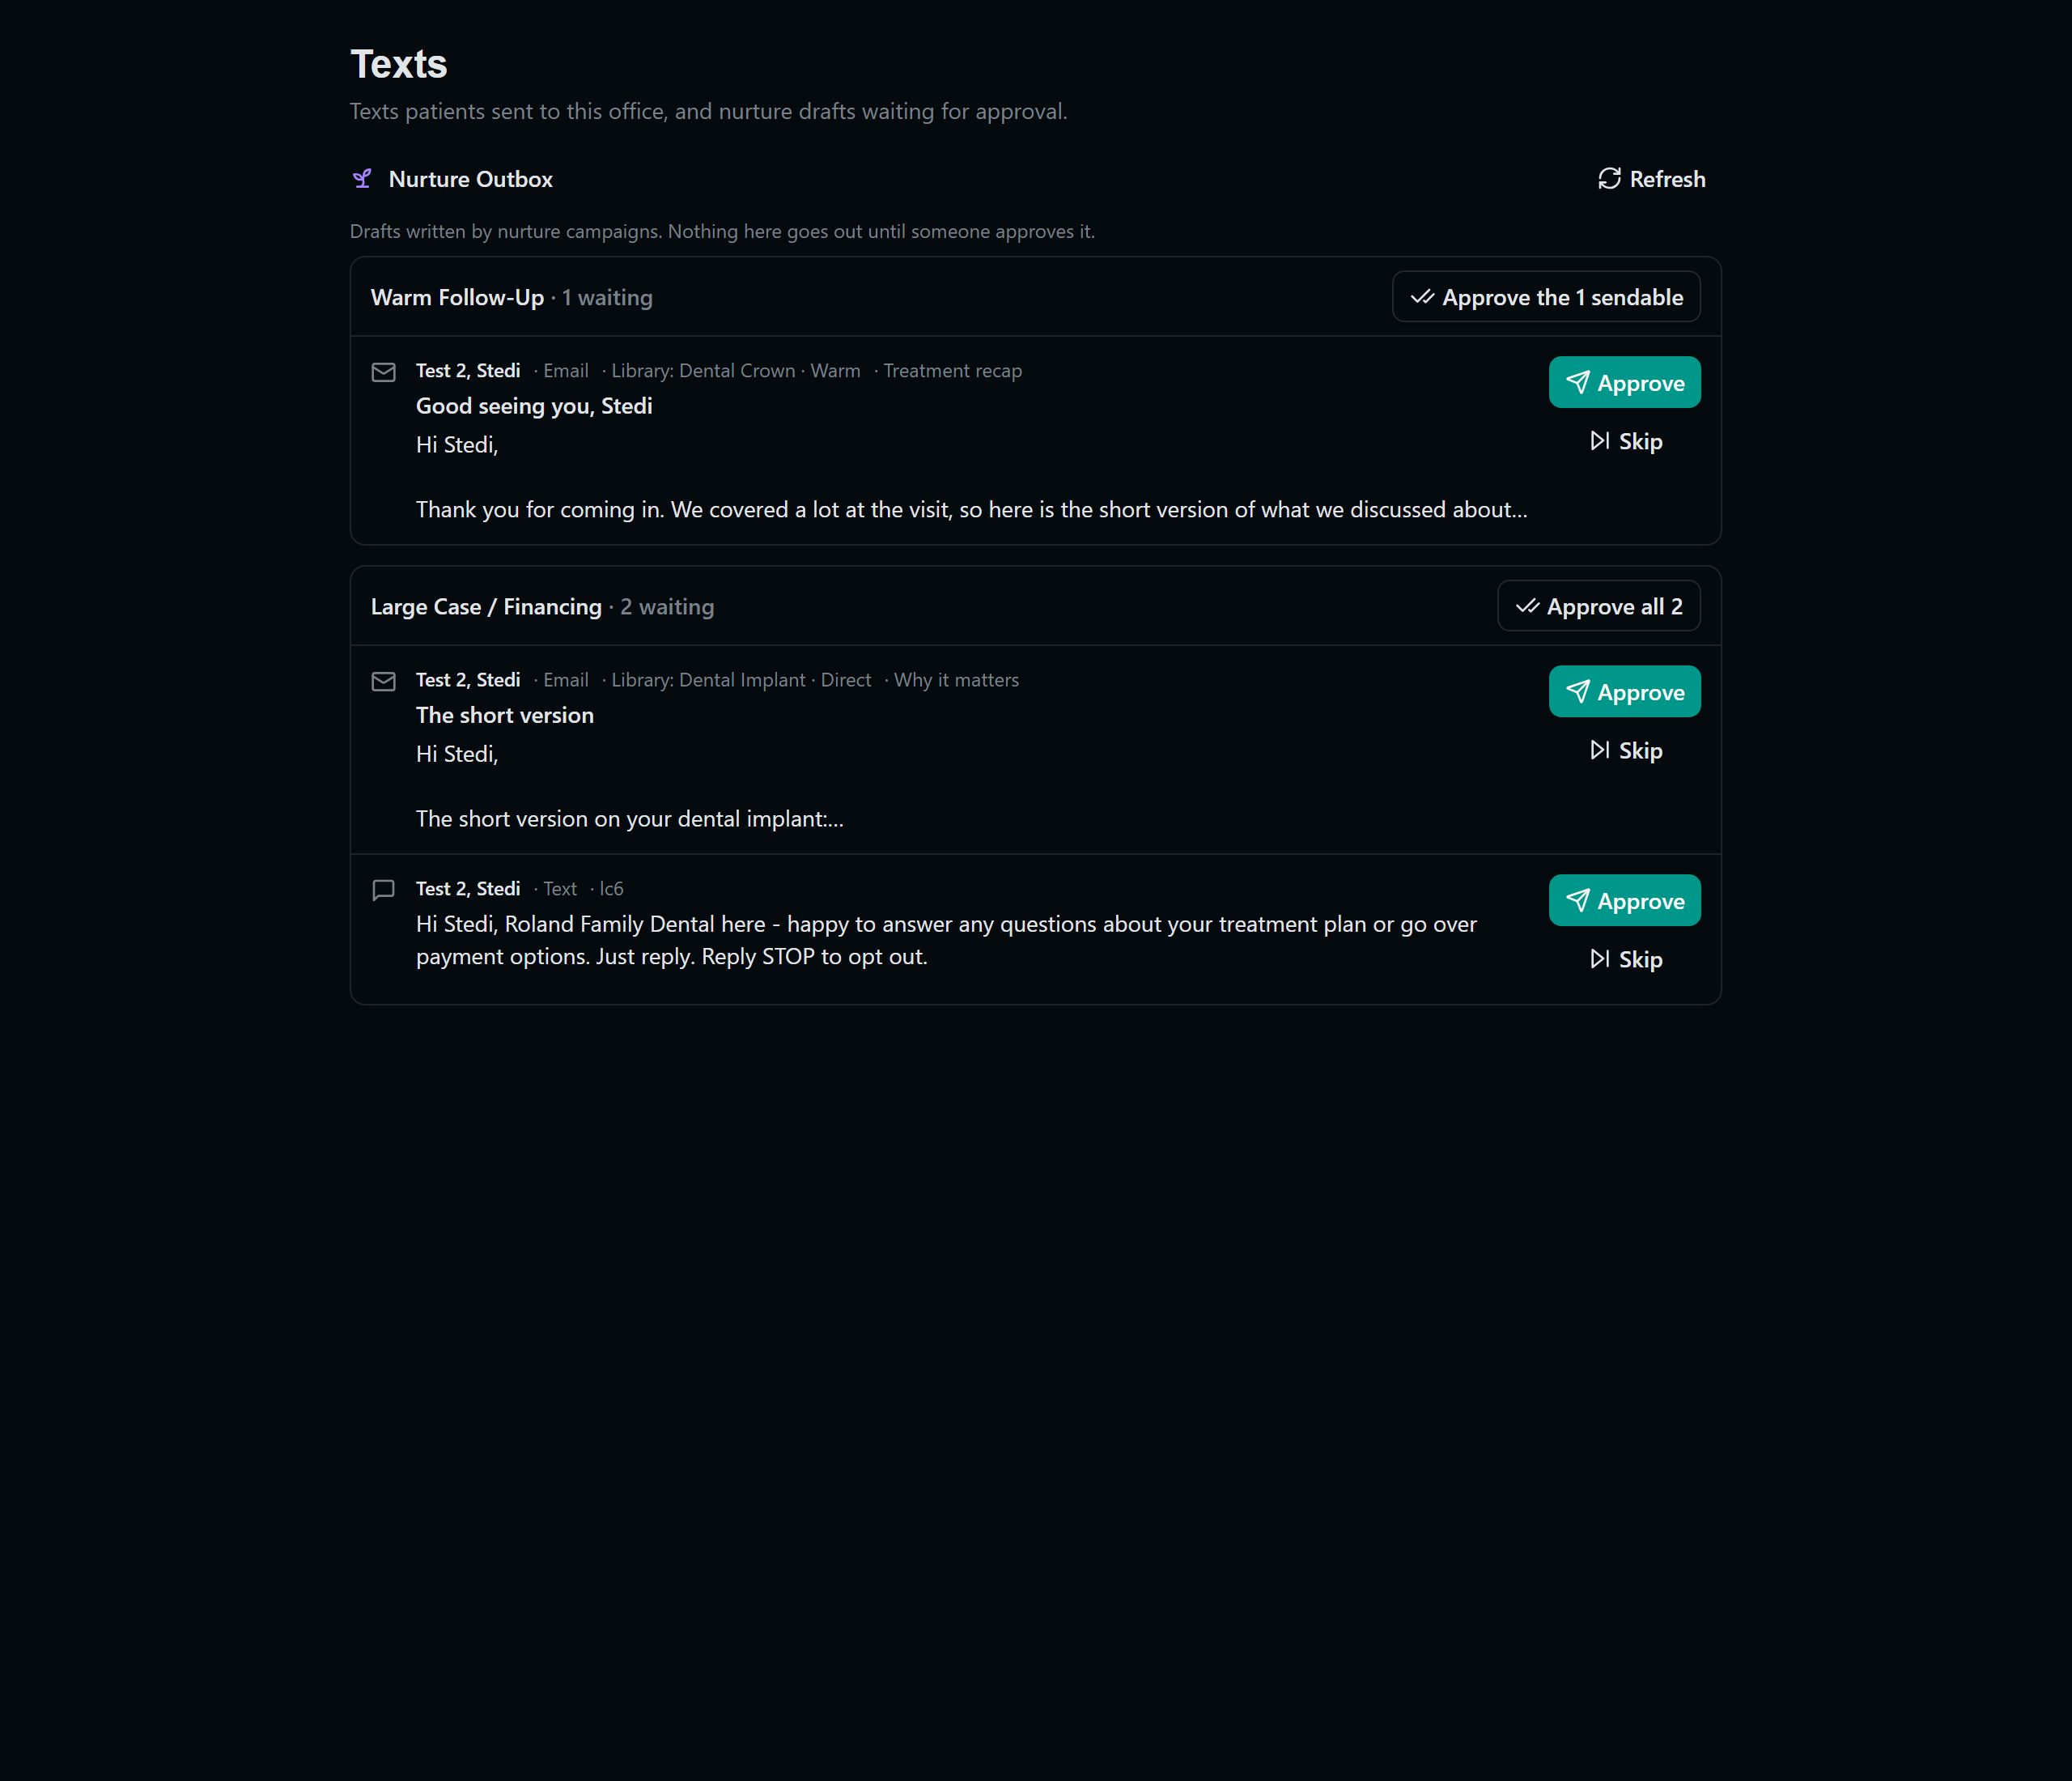 Texts
Texts patients sent to this office, and nurture drafts waiting for approval.
Nurture Outbox
Refresh
Drafts written by nurture campaigns. Nothing here goes out until someone approves it.
Warm Follow-Up · 1 waiting
Approve the 1 sendable
Test 2, Stedi · Email · Library: Dental Crown · Warm · Treatment recap
Approve
Good seeing you, Stedi
Hi Stedi,
Skip
Thank you for coming in. We covered a lot at the visit, so here is the short version of what we discussed about...
Large Case / Financing · 2 waiting
Approve all 2
Test 2, Stedi · Email · Library: Dental Implant · Direct · Why it matters
Approve
The short version
Hi Stedi,
Skip
The short version on your dental implant:...
Test 2, Stedi · Text · lc6
Approve
Hi Stedi, Roland Family Dental here - happy to answer any questions about your treatment plan or go over
payment options. Just reply. Reply STOP to opt out.
Skip